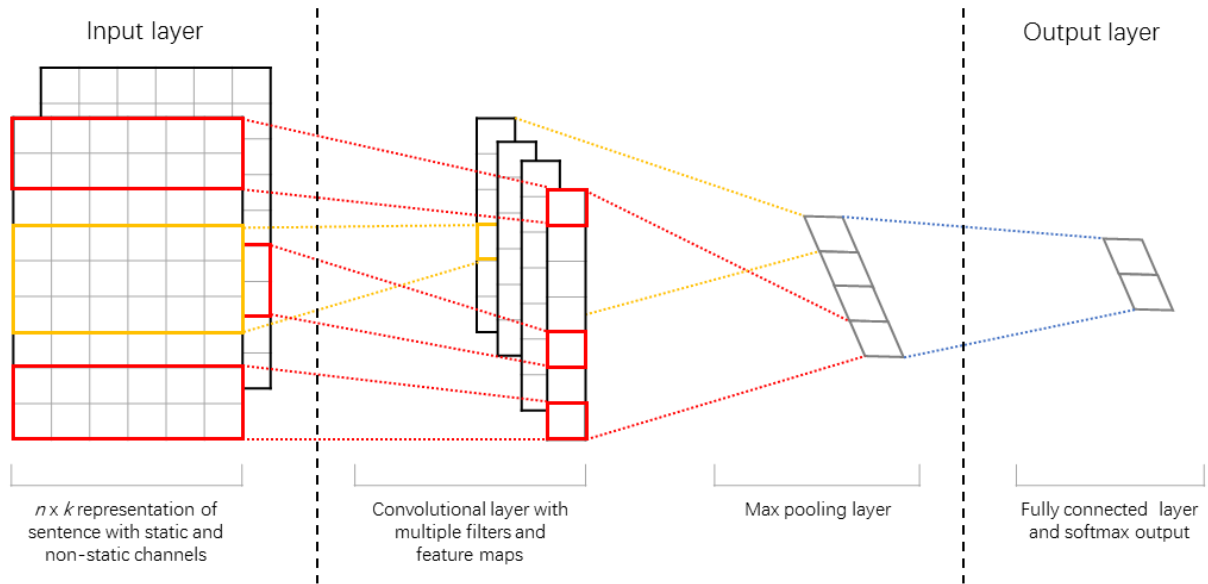 Input layer
Output layer
n x k representation of
sentence with static and
non-static channels
Convolutional layer with
multiple filters and
feature maps
Max pooling layer
Fully connected layer
and softmax output